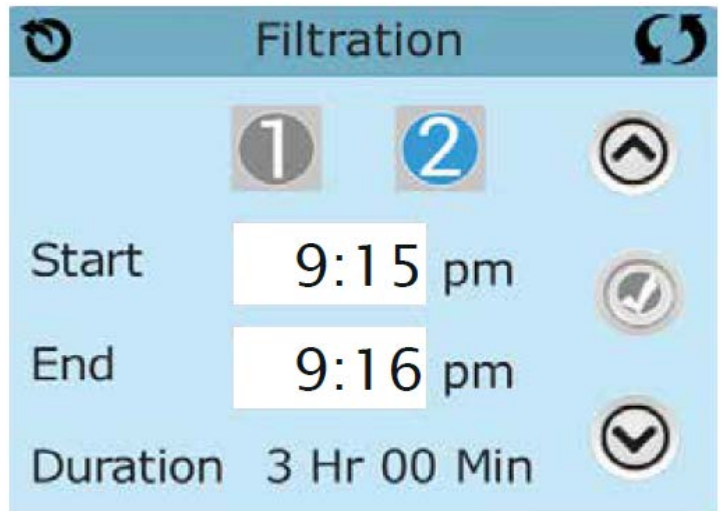 Filtration
1 2
Start 9:15 pm
End 9:16 pm
Duration 3 Hr 00 Min